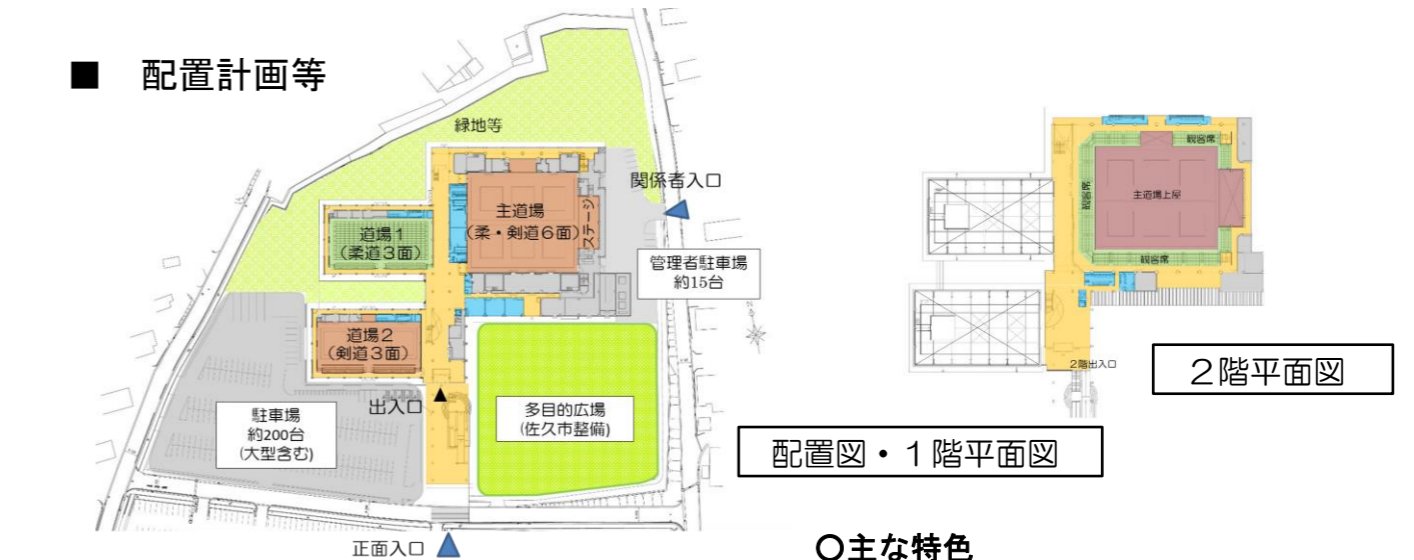 ■ 配置計画等
緑地等
関係者入口
主道場
(柔・剣道6面)
ステージ
道場1
(柔道3面)
管理者駐車場
約15台
道場2
(剣道3面)
出入口
駐車場
約200台
(大型含む)
多目的広場
(佐久市整備)
配置図・1階平面図
正面入口
観客席
観客席
主道場上屋
観客席
2階出入口
2階平面図
○主な特色